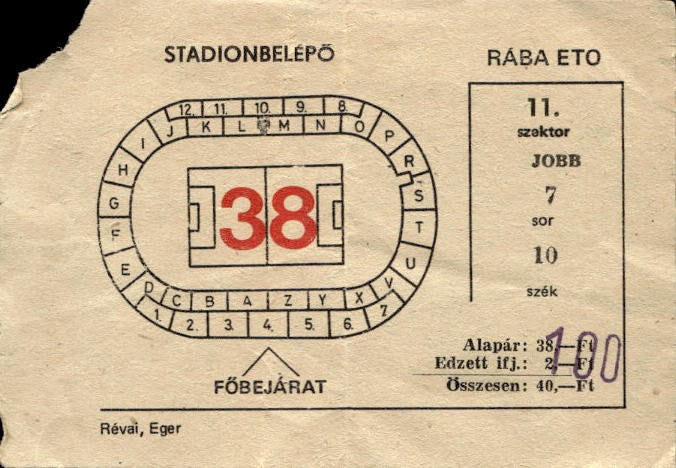 STADIONBELÉPŐ
RÁBA ETO
12. 11. 10. 9. 8.
J K L M N O
I P
H R
G S
F T
E U
D C B A Z Y X V
1. 2. 3. 4. 5. 6. 7.
38
FŐBEJÁRAT
11.
szektor
JOBB
7
sor
10
szék
Alapár: 38,—Ft
Edzett ifj.: 2,—Ft
Összesen: 40,—Ft
100
Révai, Eger